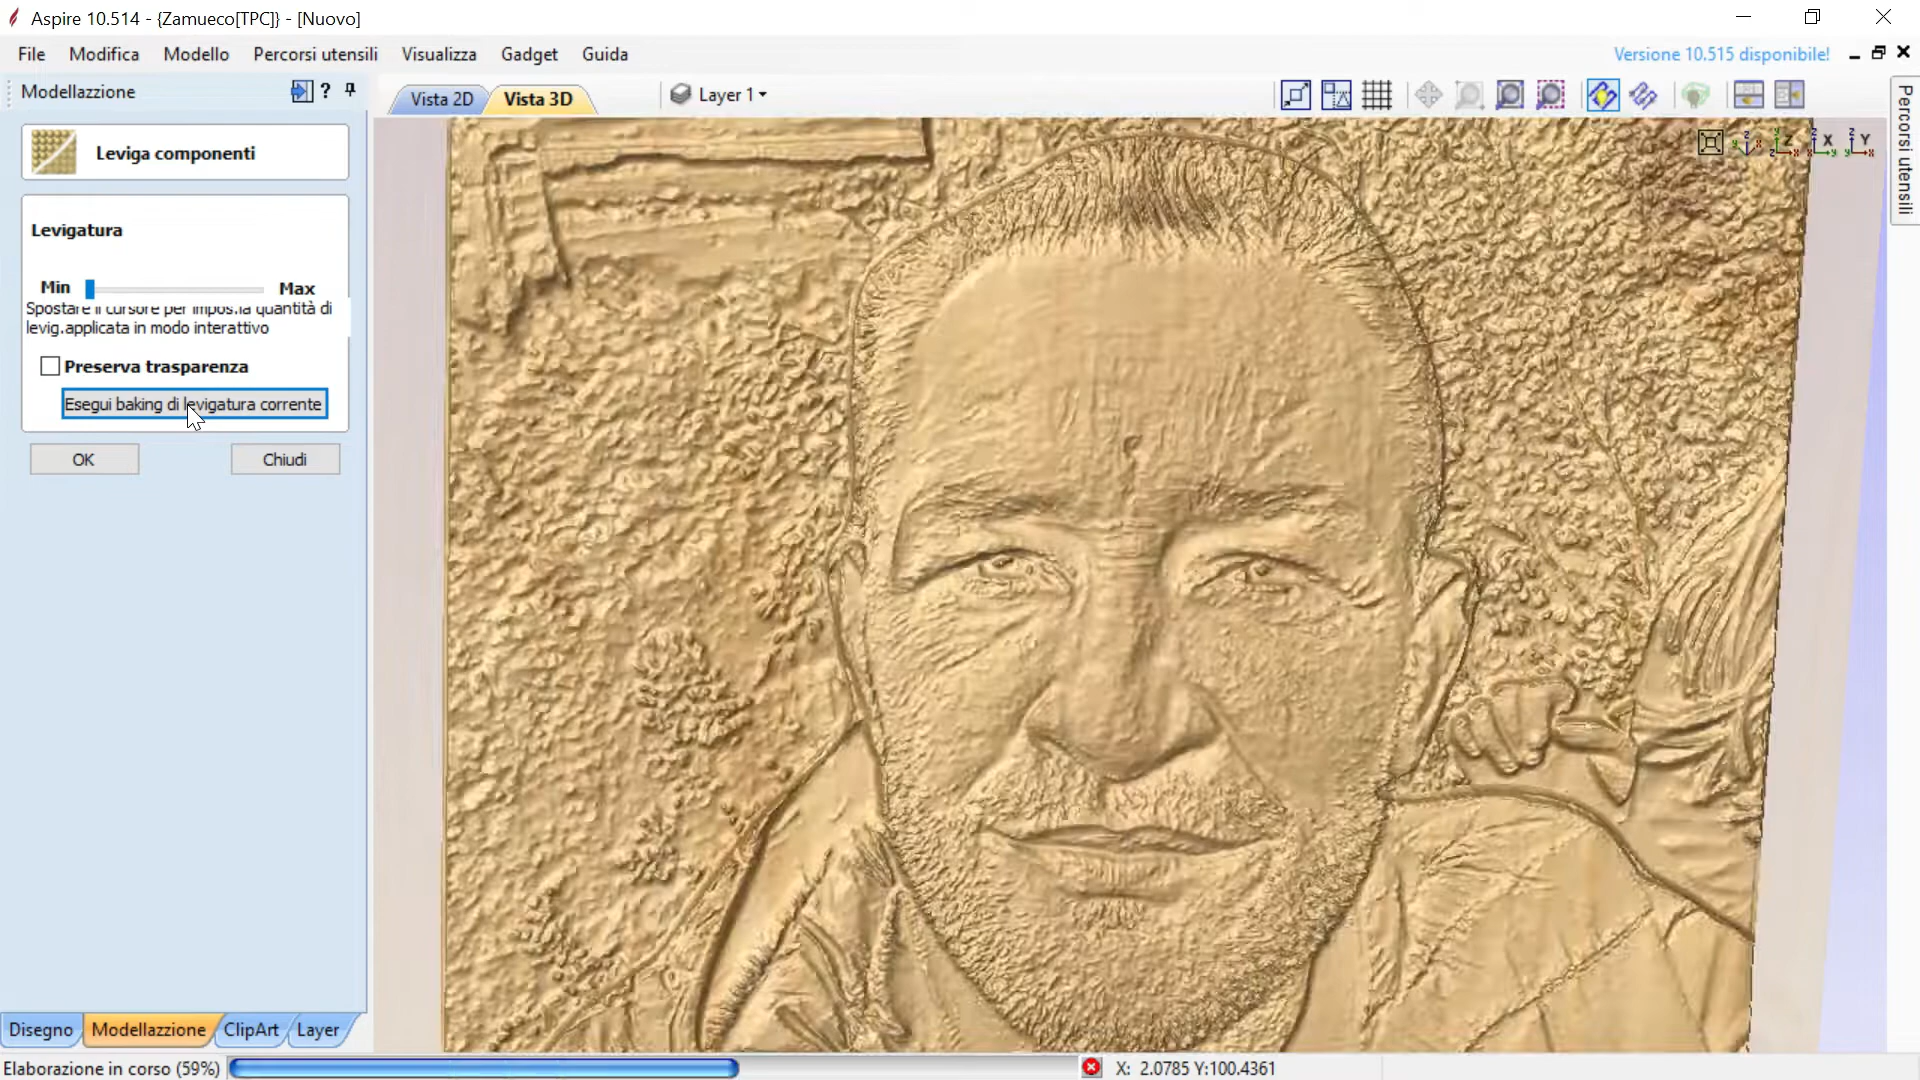 Aspire 10.514 - {Zamueco[TPC]} - [Nuovo]
File Modifica Modello Percorsi utensili Visualizza Gadget Guida
Versione 10.515 disponibile!
Modellazzione
?
Vista 2D
Vista 3D
Layer 1
Percorsi utensili
Z X Y
Leviga componenti
Levigatura
Min
Max
Spostare il cursore per impos.la quantità di
levig.applicata in modo interattivo
Preserva trasparenza
Esegui baking di levigatura corrente
OK
Chiudi
Disegno
Modellazzione
ClipArt
Layer
Elaborazione in corso (59%)
X: 2.0785 Y:100.4361